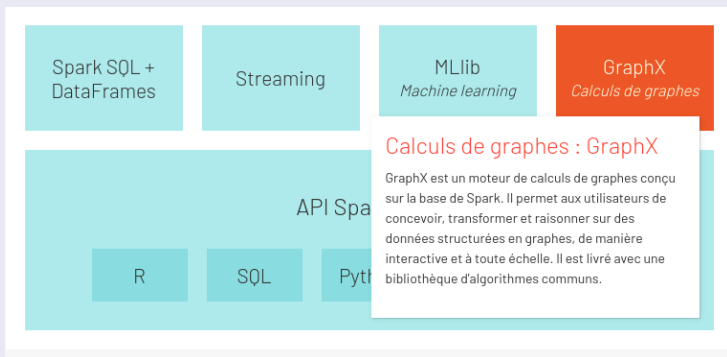 Spark SQL +
DataFrames
Streaming
MLlib
Machine learning
GraphX
Calculs de graphes
Calculs de graphes : GraphX
GraphX est un moteur de calculs de graphes conçu
sur la base de Spark. Il permet aux utilisateurs de
concevoir, transformer et raisonner sur des
données structurées en graphes, de manière
interactive et à toute échelle. Il est livré avec une
bibliothèque d'algorithmes communs.
API
R
SQL